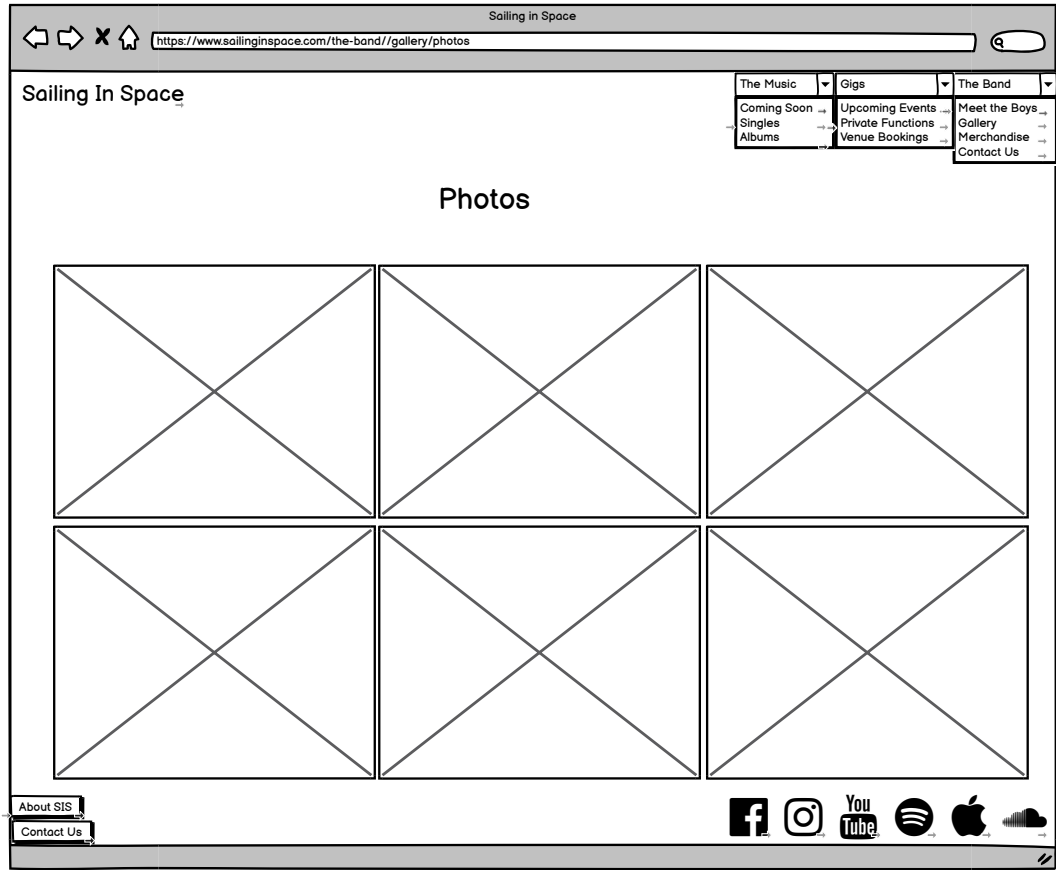 Sailing in Space
https://www.sailinginspace.com/the-band//gallery/photos
Sailing In Space
The Music
Coming Soon
Singles
Albums
Gigs
Upcoming Events
Private Functions
Venue Bookings
The Band
Meet the Boys
Gallery
Merchandise
Contact Us
Photos
About SIS
Contact Us
You
Tube